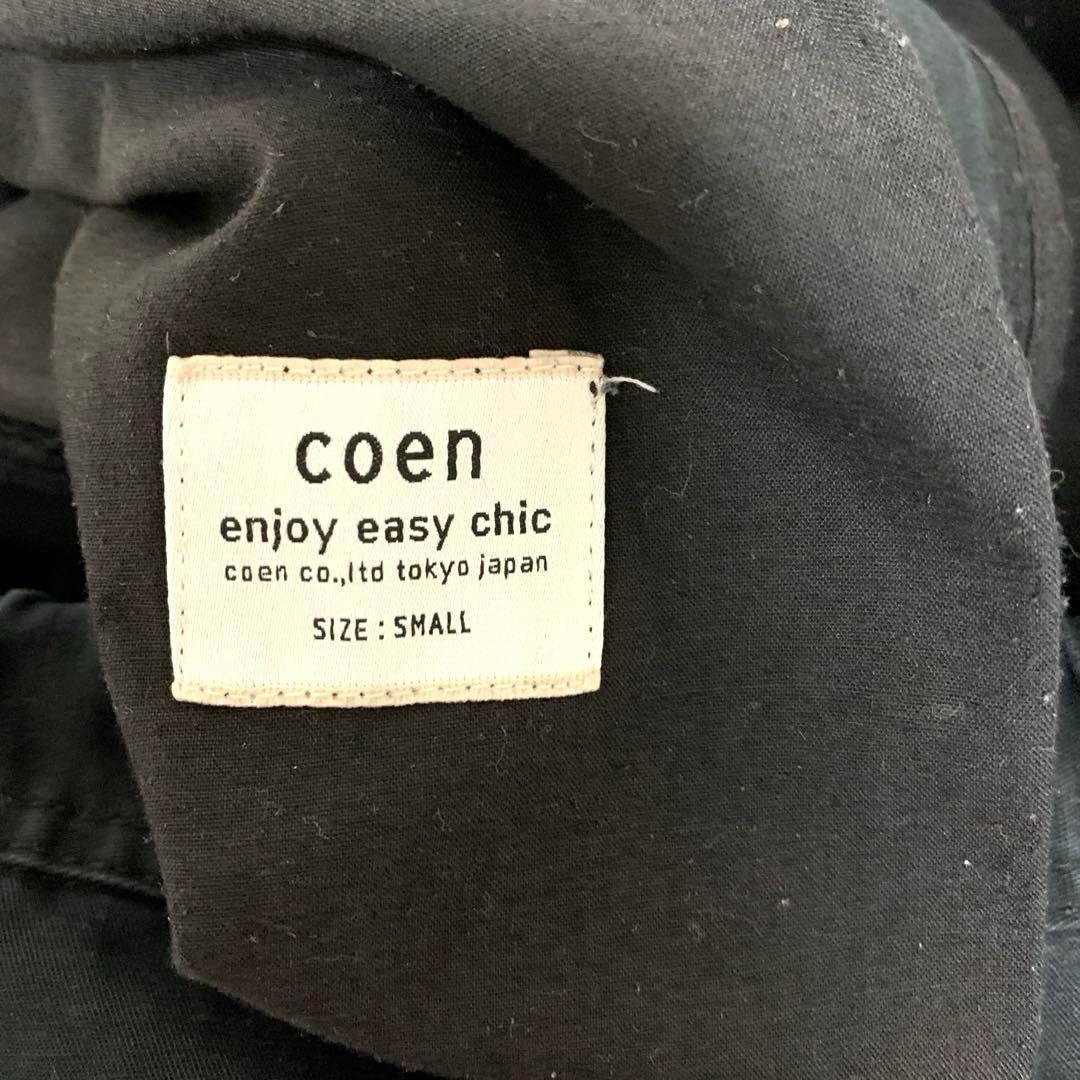 coen
enjoy easy chic
coen co.,ltd tokyo japan
SIZE : SMALL